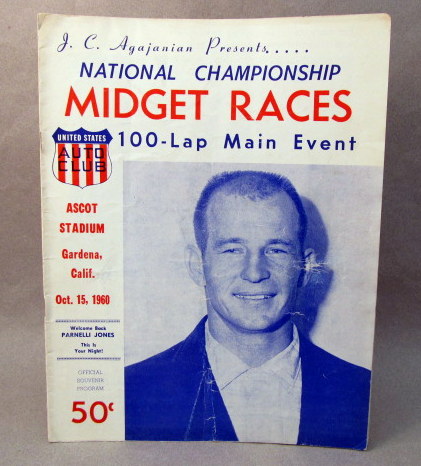 J. C. Agajanian Presents.....
NATIONAL CHAMPIONSHIP
MIDGET RACES
100-Lap Main Event
UNITED STATES
AUTO
CLUB
ASCOT
STADIUM
Gardena,
Calif.
Oct. 15, 1960
Welcome Back
PARNELLI JONES
This Is
Your Night!
OFFICIAL
SOUVENIR
PROGRAM
50¢